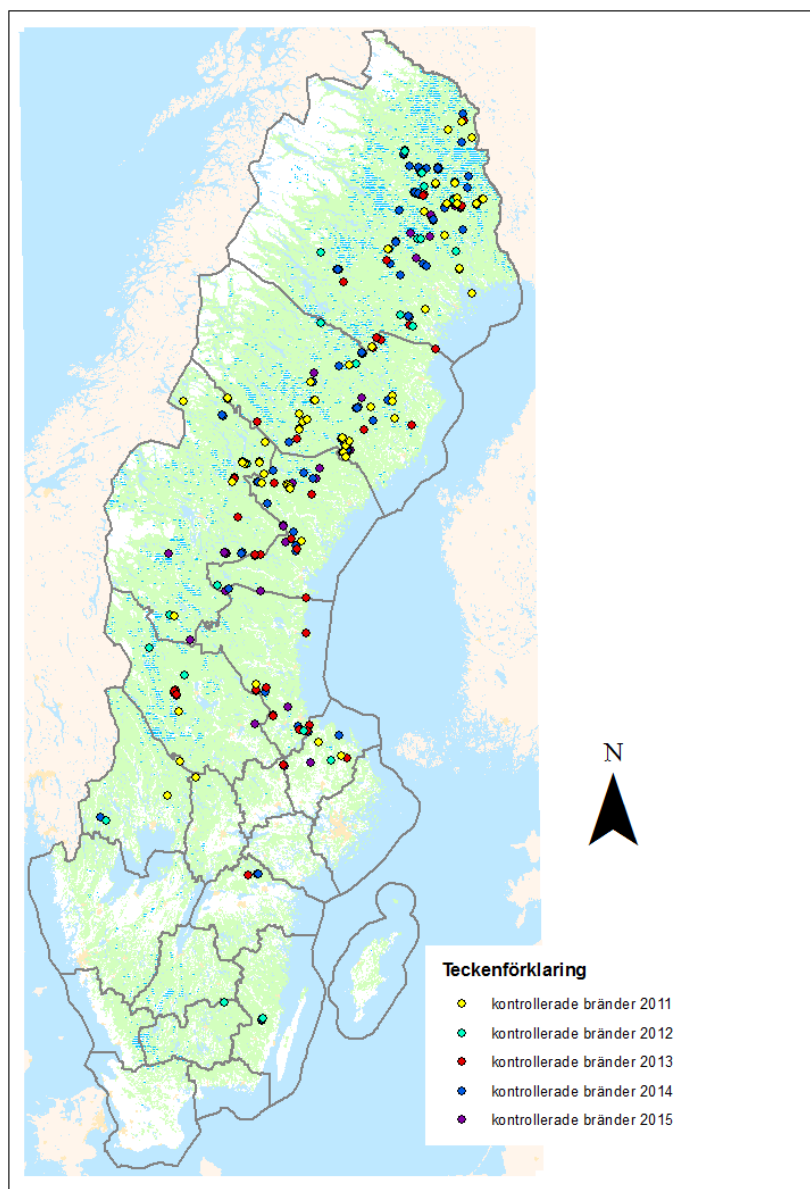 N
Teckenförklaring
kontrollerade bränder 2011
kontrollerade bränder 2012
kontrollerade bränder 2013
kontrollerade bränder 2014
kontrollerade bränder 2015